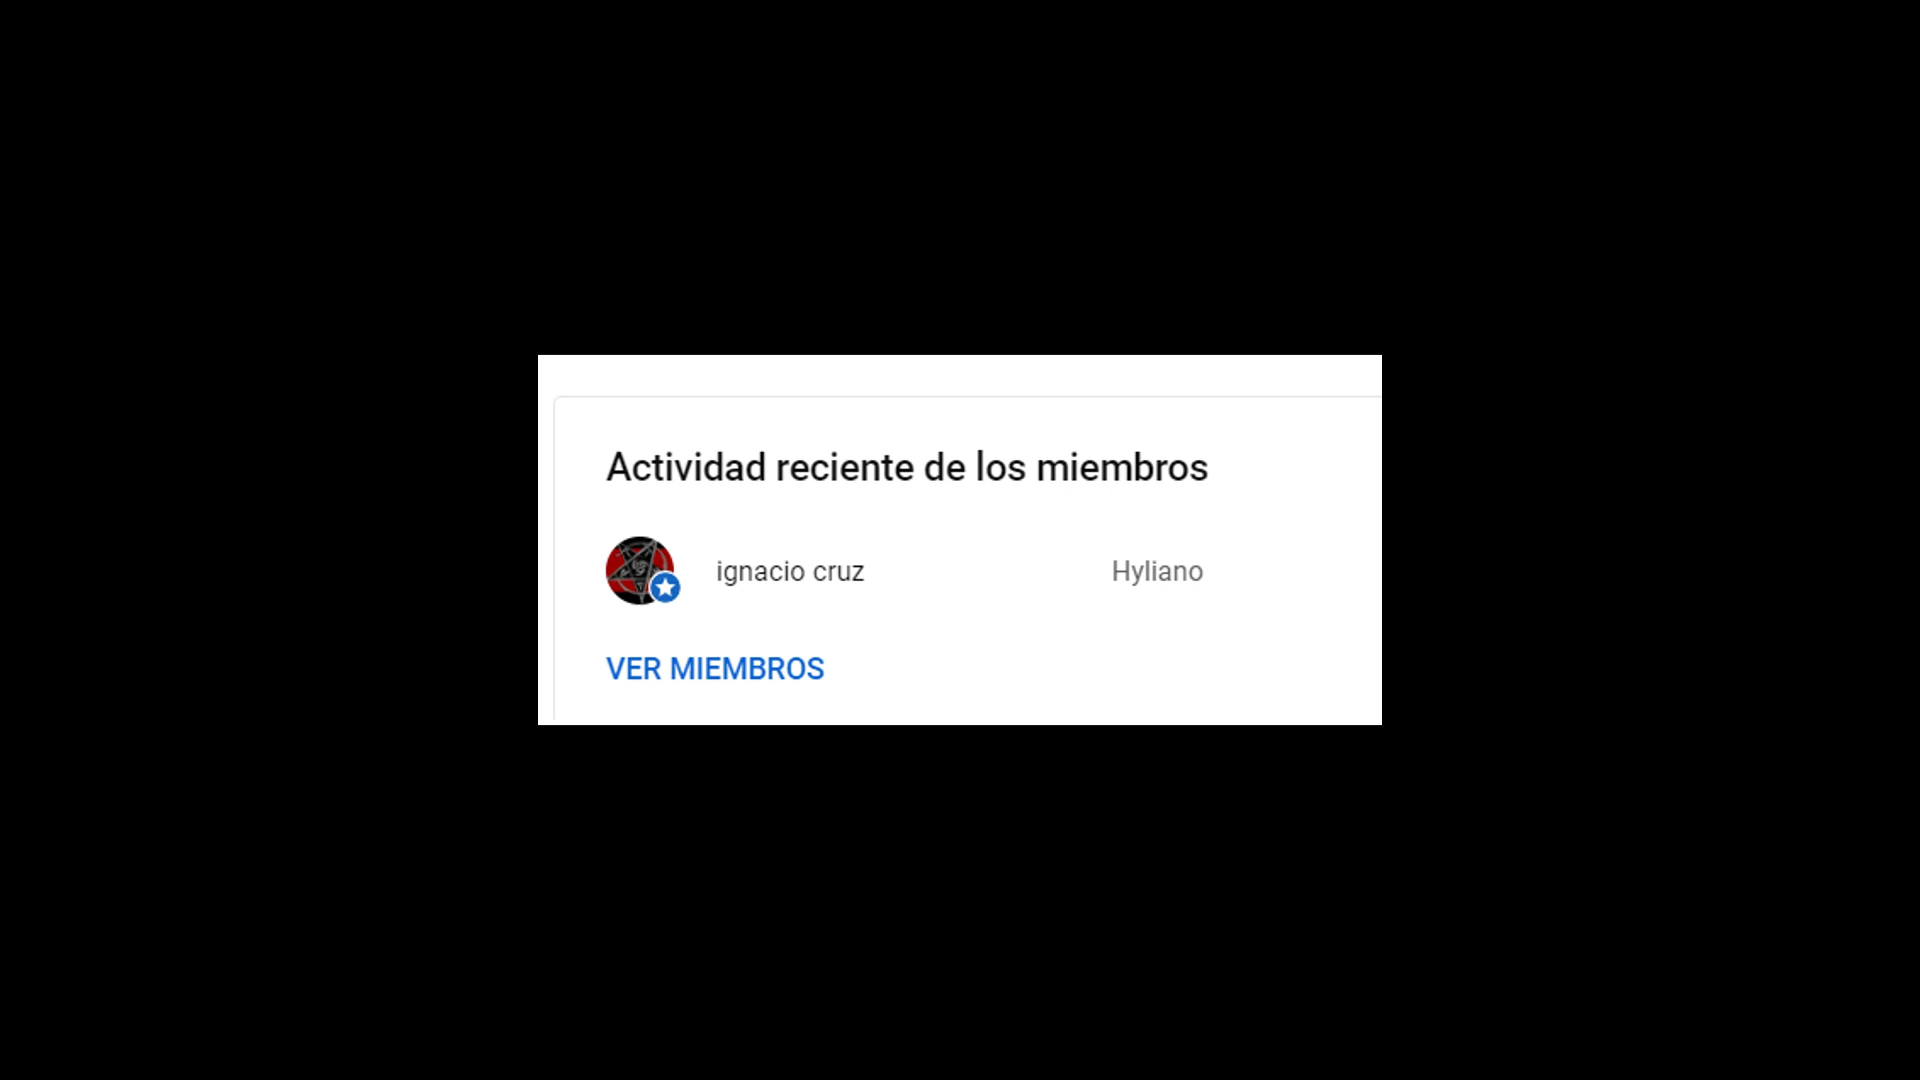 Actividad reciente de los miembros
ignacio cruz Hyliano
VER MIEMBROS